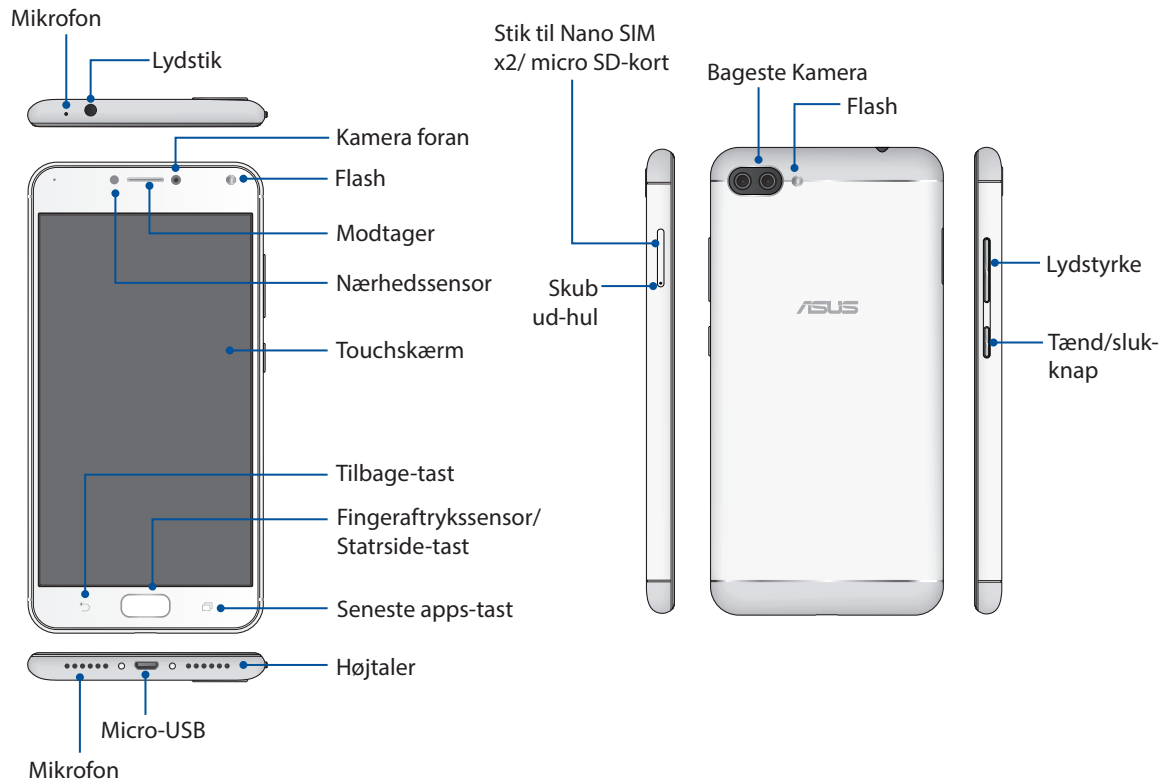 Mikrofon
Lydstik
Kamera foran
Flash
Modtager
Nærhedssensor
Touchskærm
Tilbage-tast
Fingeraftrykssensor/
Statrside-tast
Seneste apps-tast
Højtaler
Micro-USB
Mikrofon
Stik til Nano SIM
x2/ micro SD-kort
Bageste Kamera
Flash
Skub
ud-hul
ASUS
Lydstyrke
Tænd/sluk-
knap